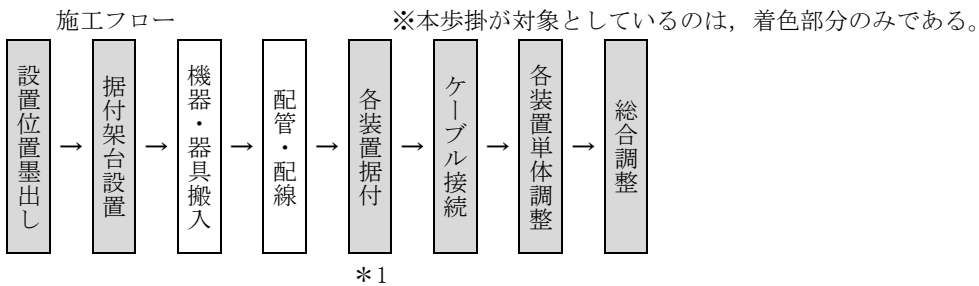 施工フロー
※本歩掛が対象としているのは，着色部分のみである。
設置位置墨出し
→
据付架台設置
→
機器・器具搬入
→
配管・配線
→
各装置据付
→
ケーブル接続
→
各装置単体調整
→
総合調整
＊1